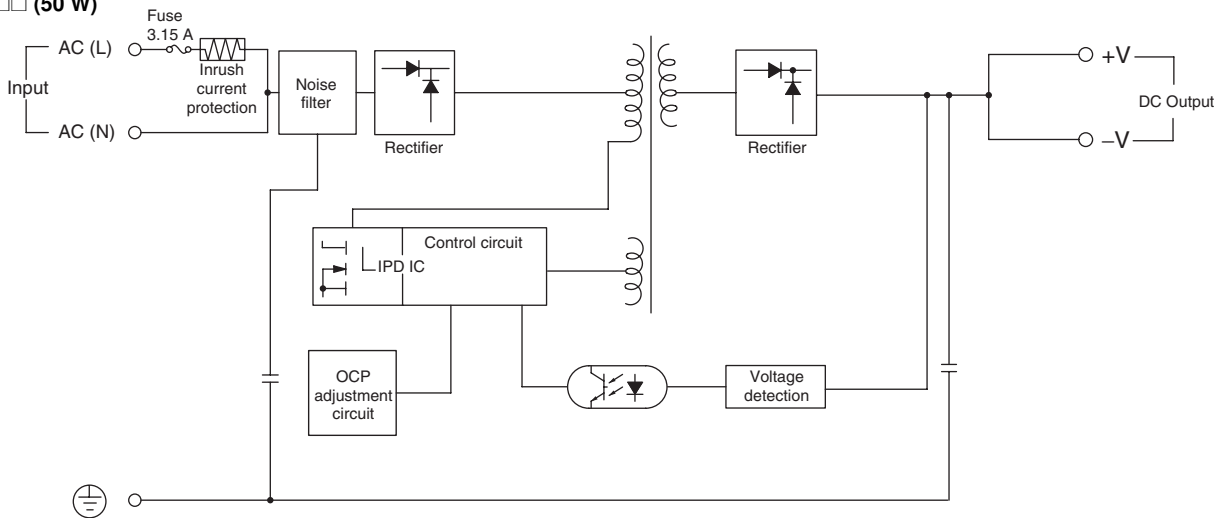 (50 W)
Fuse
3.15 A
AC (L)
Input
AC (N)
Inrush
current
protection
Noise
filter
Rectifier
Rectifier
+V
DC Output
–V
Control circuit
IPD IC
OCP
adjustment
circuit
Voltage
detection